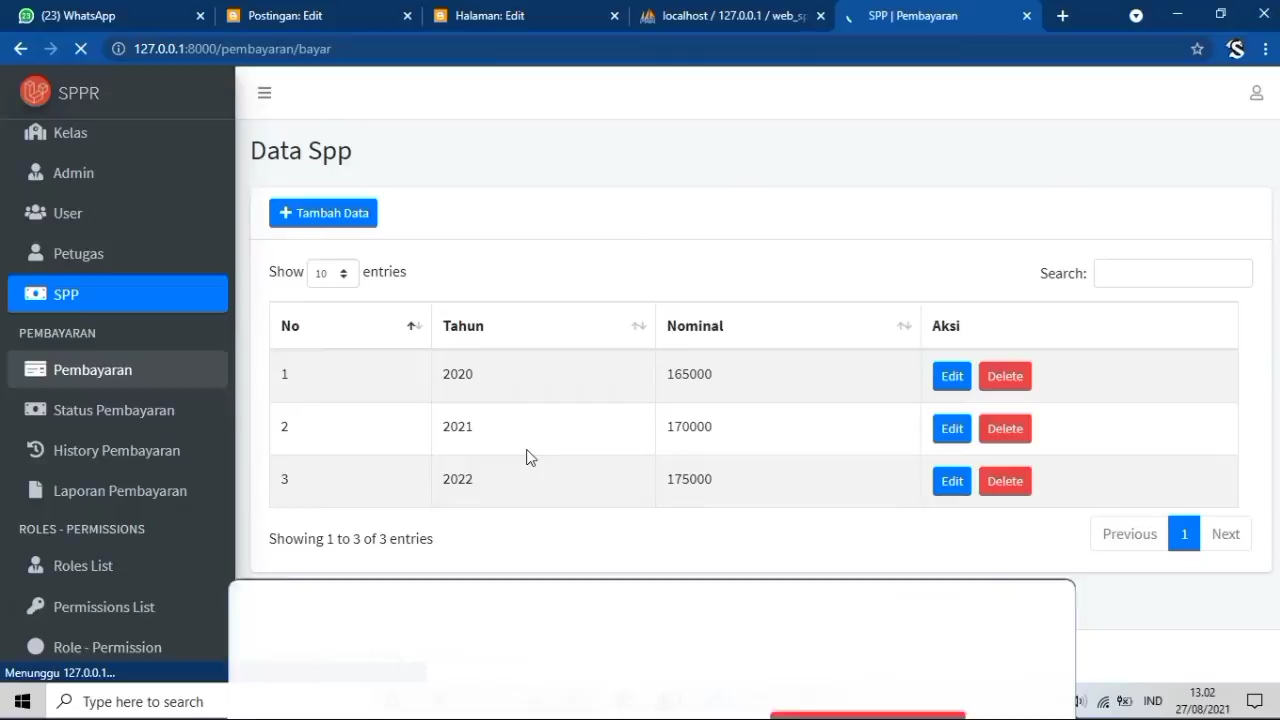 (23) WhatsApp
Postingan: Edit
Halaman: Edit
localhost / 127.0.0.1 / web_sp
SPP | Pembayaran
127.0.0.1:8000/pembayaran/bayar
SPPR
Kelas
Admin
User
Petugas
SPP
PEMBAYARAN
Pembayaran
Status Pembayaran
History Pembayaran
Laporan Pembayaran
ROLES - PERMISSIONS
Roles List
Permissions List
Role - Permission
Menunggu 127.0.0.1...
Data Spp
Tambah Data
Show 10 entries
Search:
No Tahun Nominal Aksi
1 2020 165000 Edit Delete
2 2021 170000 Edit Delete
3 2022 175000 Edit Delete
Showing 1 to 3 of 3 entries
Previous 1 Next
Type here to search
IND
13.02
27/08/2021